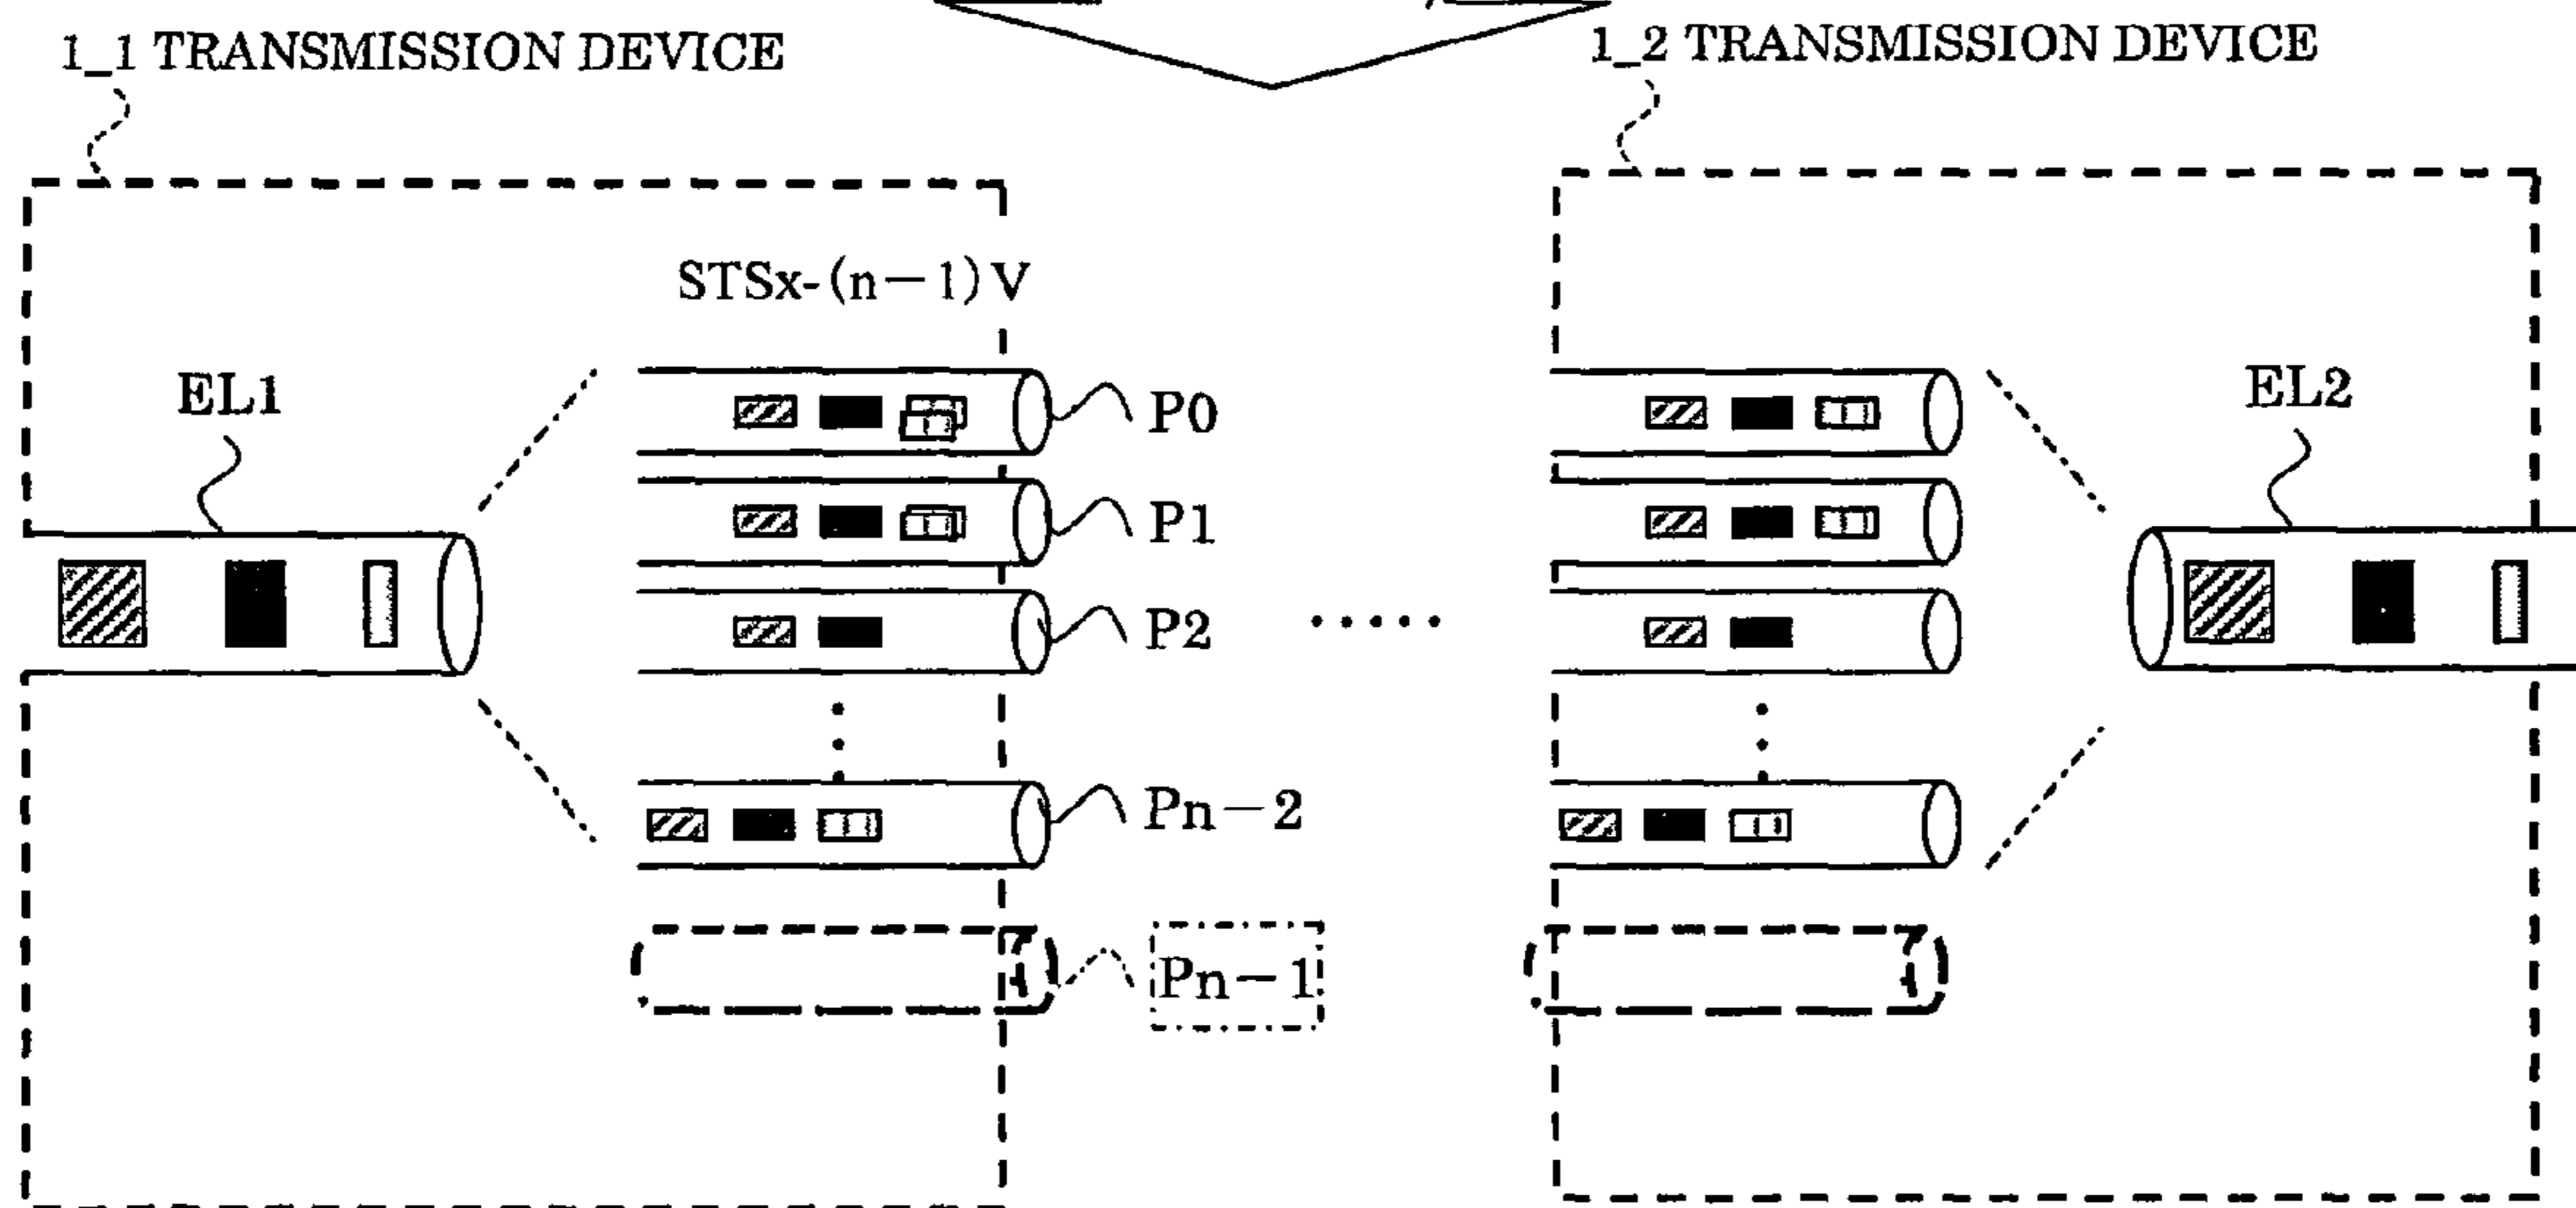 1_1 TRANSMISSION DEVICE
1_2 TRANSMISSION DEVICE
STSx-(n－1)V
EL1
EL2
P0
P1
P2
Pn－2
Pn－1